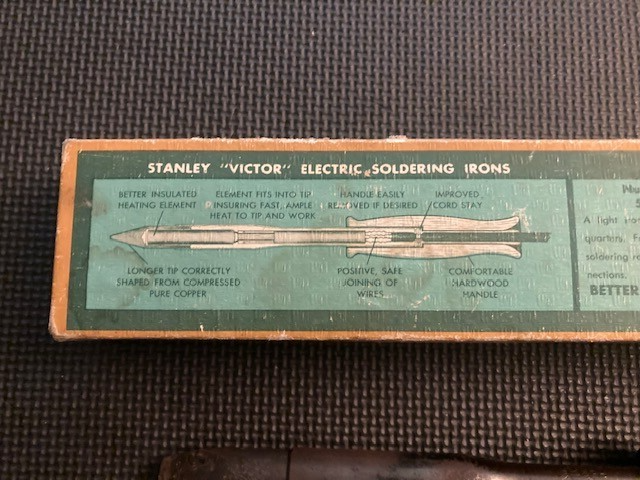 STANLEY "VICTOR" ELECTRIC SOLDERING IRONS
BETTER INSULATED
HEATING ELEMENT
ELEMENT FITS INTO TIP
INSURING FAST, AMPLE
HEAT TO TIP AND WORK
HANDLE EASILY
REMOVED IF DESIRED
IMPROVED
CORD STAY
LONGER TIP CORRECTLY
SHAPED FROM COMPRESSED
PURE COPPER
POSITIVE, SAFE
JOINING OF
WIRES
COMFORTABLE
HARDWOOD
HANDLE
A light
quarters.
soldering
nections.
BETTER